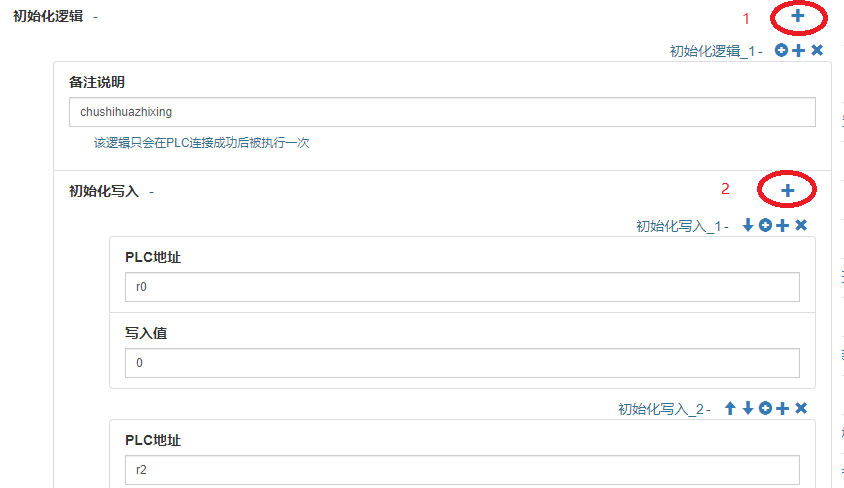 初始化逻辑 - 1
初始化逻辑_1 -
备注说明
chushihuazhixing
该逻辑只会在PLC连接成功后被执行一次
初始化写入 - 2
初始化写入_1 -
PLC地址
r0
写入值
0
初始化写入_2 -
PLC地址
r2